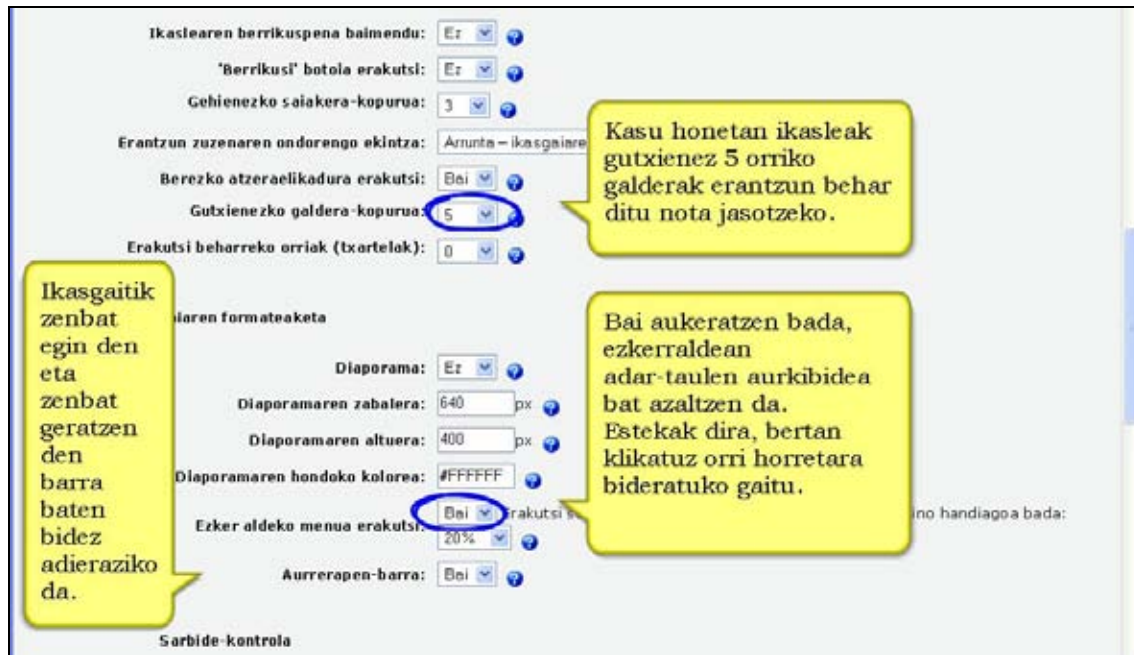 Ikaslearen berrikuspena baimendu: Ez
'Berrikusi' botoia erakutsi: Ez
Gehienezko saiakera-kopurua: 3
Erantzun zuzenaren ondorengo ekintza: Arrunta – ikasgaiare
Berezko atzeraelikadura erakutsi: Bai
Gutxienezko galdera-kopurua: 5
Erakutsi beharreko orriak (txartelak): 0
Kasu honetan ikasleak
gutxienez 5 orriko
galderak erantzun behar
ditu nota jasotzeko.
iaren formateaketa
Diaporama: Ez
Diaporamaren zabalera: 640 px
Diaporamaren altuera: 400 px
Diaporamaren hondoko kolorea: #FFFFFF
Ezker aldeko menua erakutsi: Bai rakutsi ino handiagoa bada:
20%
Aurrerapen-barra: Bai
Ikasgaitik
zenbat
egin den
eta
zenbat
geratzen
den
barra
baten
bidez
adieraziko
da.
Bai aukeratzen bada,
ezkerraldean
adar-taulen aurkibidea
bat azaltzen da.
Estekak dira, bertan
klikatuz orri horretara
bideratuko gaitu.
Sarbide-kontrola